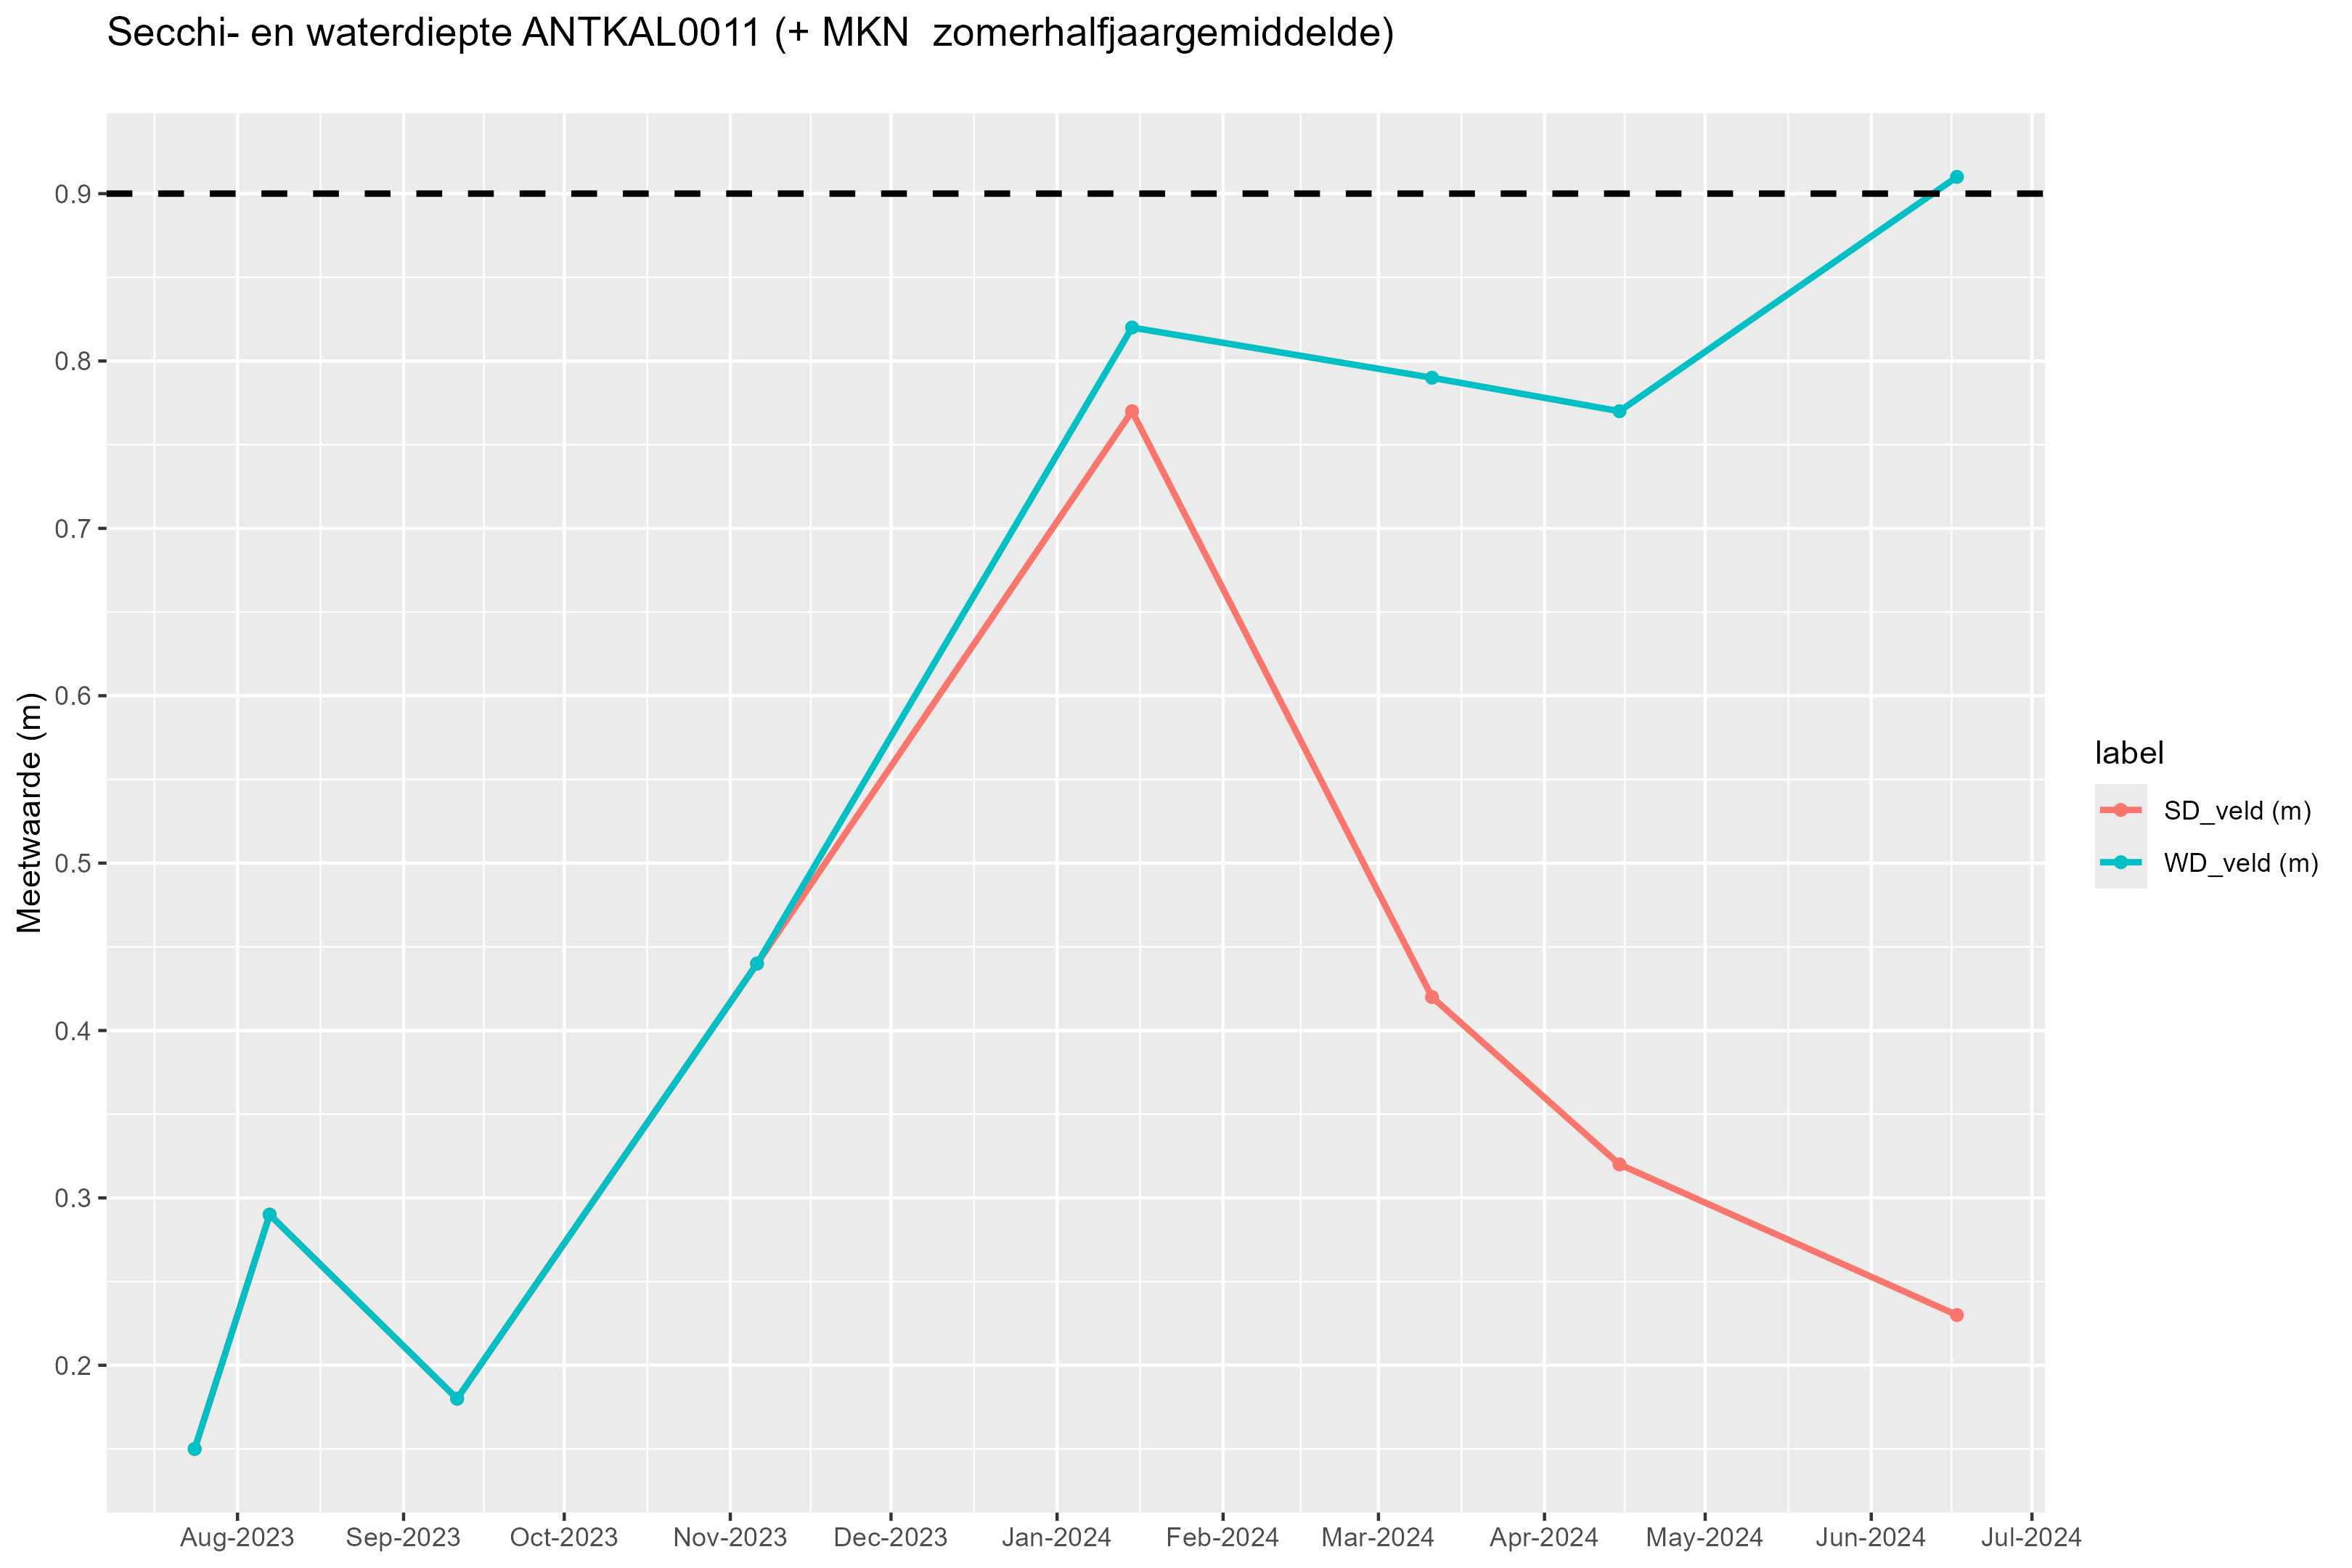 Secchi- en waterdiepte ANTKAL0011 (+ MKN  zomerhalfjaargemiddelde)
Meetwaarde (m)
0.9
0.8
0.7
0.6
0.5
0.4
0.3
0.2
Aug-2023
Sep-2023
Oct-2023
Nov-2023
Dec-2023
Jan-2024
Feb-2024
Mar-2024
Apr-2024
May-2024
Jun-2024
Jul-2024
label
SD_veld (m)
WD_veld (m)